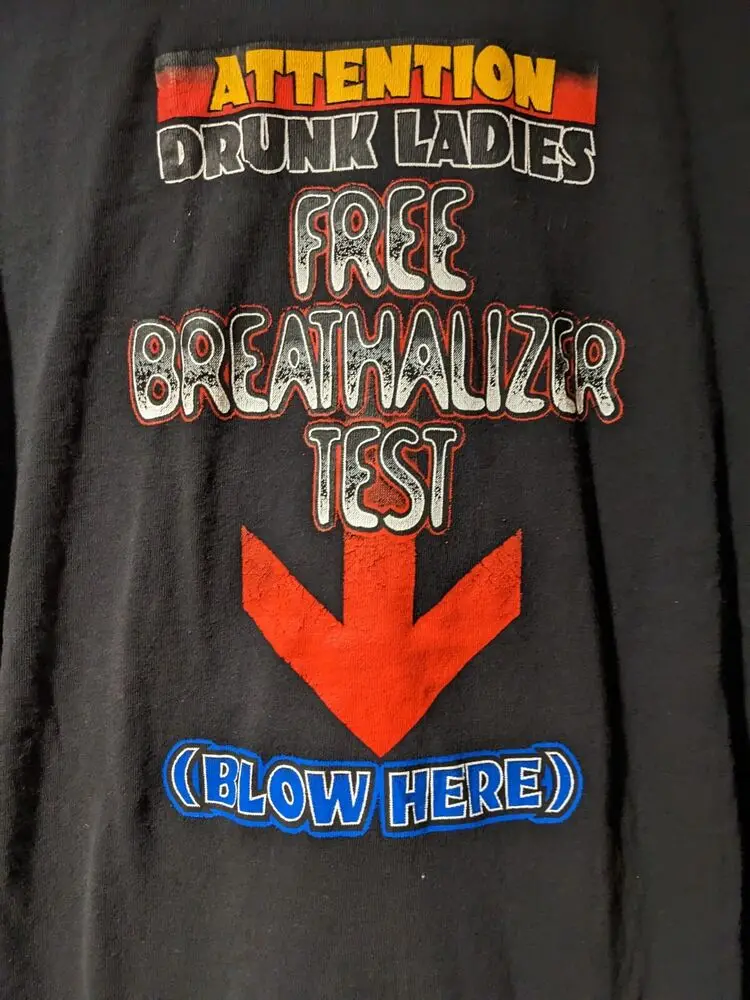 ATTENTION
DRUNK LADIES
FREE
BREATHALIZER
TEST
(BLOW HERE)